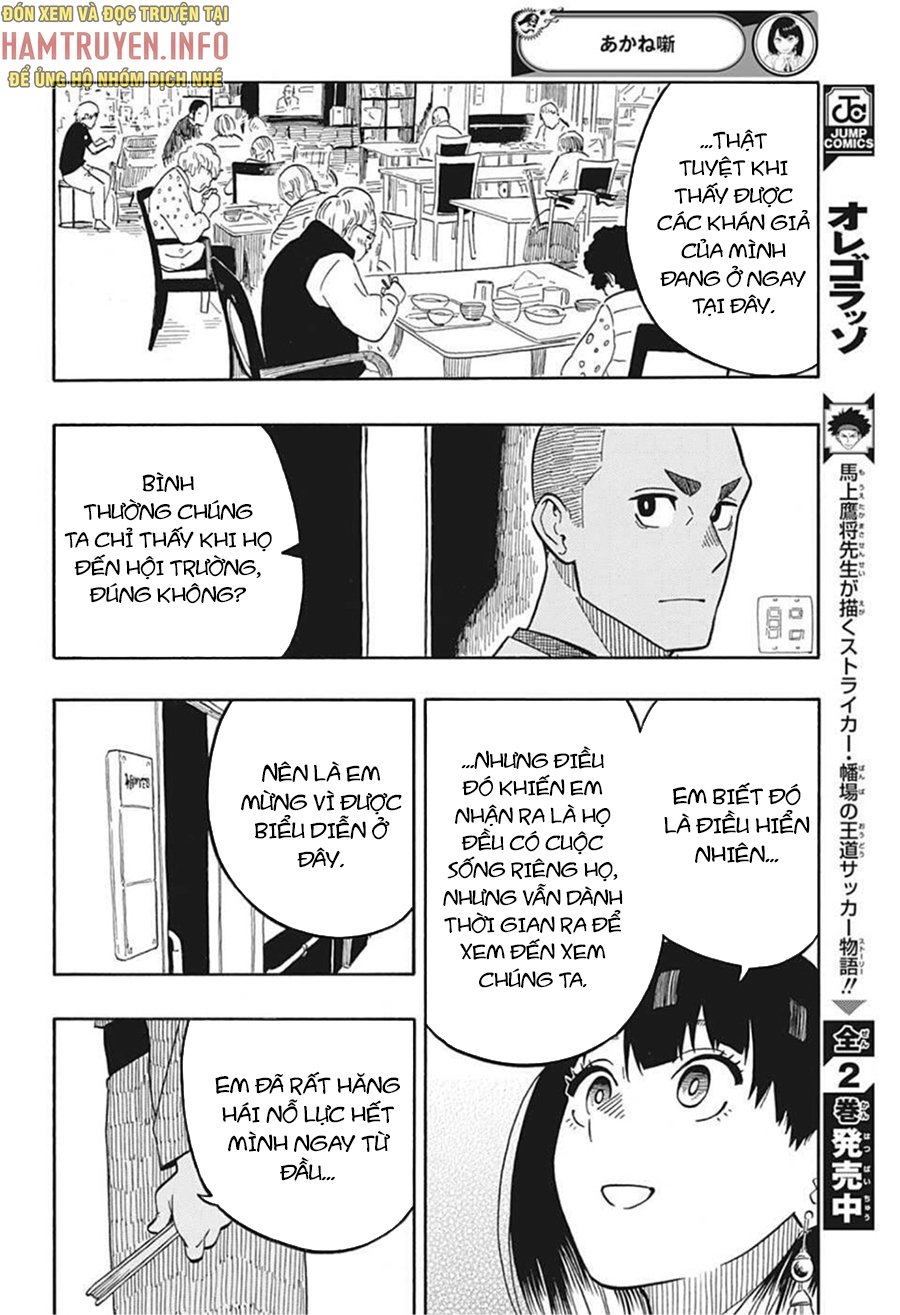 ĐÓN XEM VÀ ĐỌC TRUYỆN TẠI
HAMTRUYEN.INFO
ĐỂ ỦNG HỘ NHÓM DỊCH NHÉ
あかね噺
...THẬT
TUYỆT KHI
THẤY ĐƯỢC
CÁC KHÁN GIẢ
CỦA MÌNH
ĐANG Ở NGAY
TẠI ĐÂY.
BÌNH
THƯỜNG CHÚNG
TA CHỈ THẤY KHI HỌ
ĐẾN HỘI TRƯỜNG,
ĐÚNG KHÔNG?
EM BIẾT ĐÓ
LÀ ĐIỀU HIỂN
NHIÊN...
...NHƯNG ĐIỀU
ĐÓ KHIẾN EM
NHẬN RA LÀ HỌ
ĐỀU CÓ CUỘC
SỐNG RIÊNG HỌ,
NHƯNG VẪN DÀNH
THỜI GIAN RA ĐỂ
XEM ĐẾN XEM
CHÚNG TA.
NÊN LÀ EM
MỪNG VÌ ĐƯỢC
BIỂU DIỄN Ở
ĐÂY.
EM ĐÃ RẤT HĂNG
HÁI NỖ LỰC HẾT
MÌNH NGAY TỪ
ĐẦU...
JC
JUMP
COMICS
オレゴラッソ
馬上鷹将先生が描くストライカー・幡場の王道サッカー物語!!
全2巻発売中